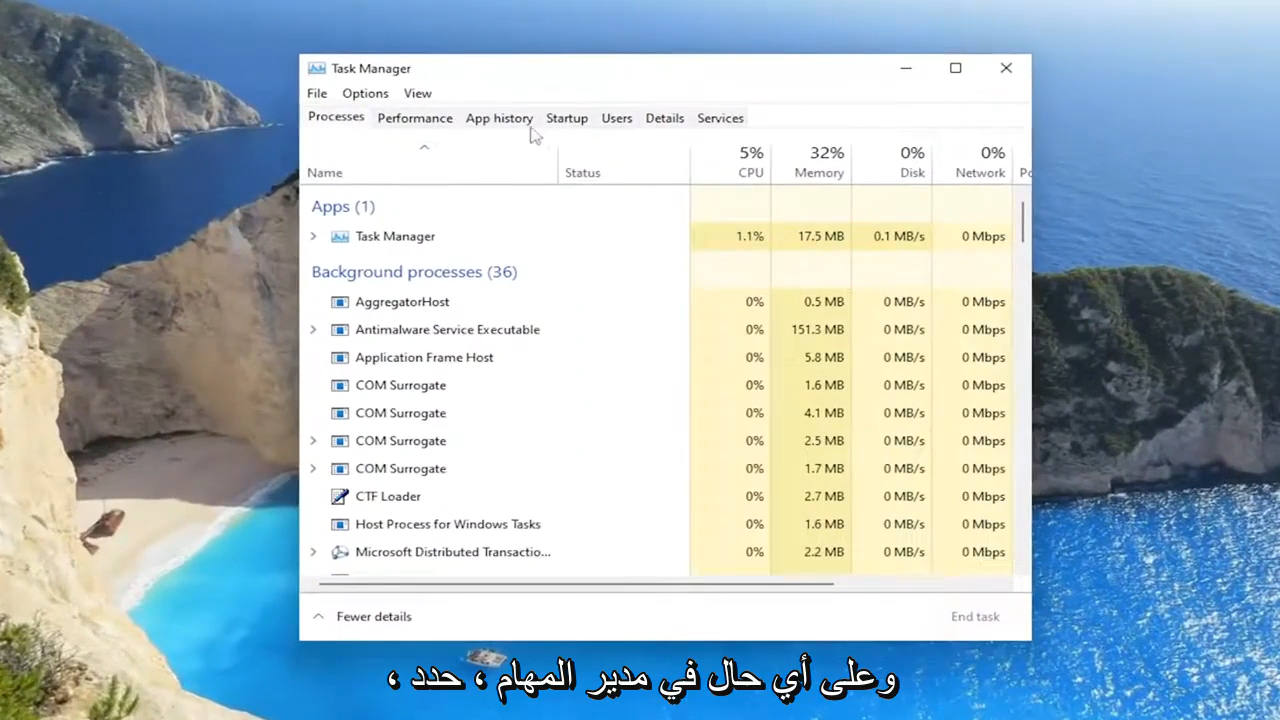 Task Manager
File Options View
Processes Performance App history Startup Users Details Services
5% 32% 0% 0%
Name Status CPU Memory Disk Network Po
Apps (1)
Task Manager 1.1% 17.5 MB 0.1 MB/s 0 Mbps
Background processes (36)
AggregatorHost 0% 0.5 MB 0 MB/s 0 Mbps
Antimalware Service Executable 0% 151.3 MB 0 MB/s 0 Mbps
Application Frame Host 0% 5.8 MB 0 MB/s 0 Mbps
COM Surrogate 0% 1.6 MB 0 MB/s 0 Mbps
COM Surrogate 0% 4.1 MB 0 MB/s 0 Mbps
COM Surrogate 0% 2.5 MB 0 MB/s 0 Mbps
COM Surrogate 0% 1.7 MB 0 MB/s 0 Mbps
CTF Loader 0% 2.7 MB 0 MB/s 0 Mbps
Host Process for Windows Tasks 0% 1.6 MB 0 MB/s 0 Mbps
Microsoft Distributed Transactio... 0% 2.2 MB 0 MB/s 0 Mbps
Fewer details End task
وعلى أي حال في مدير المهام ، حدد ،